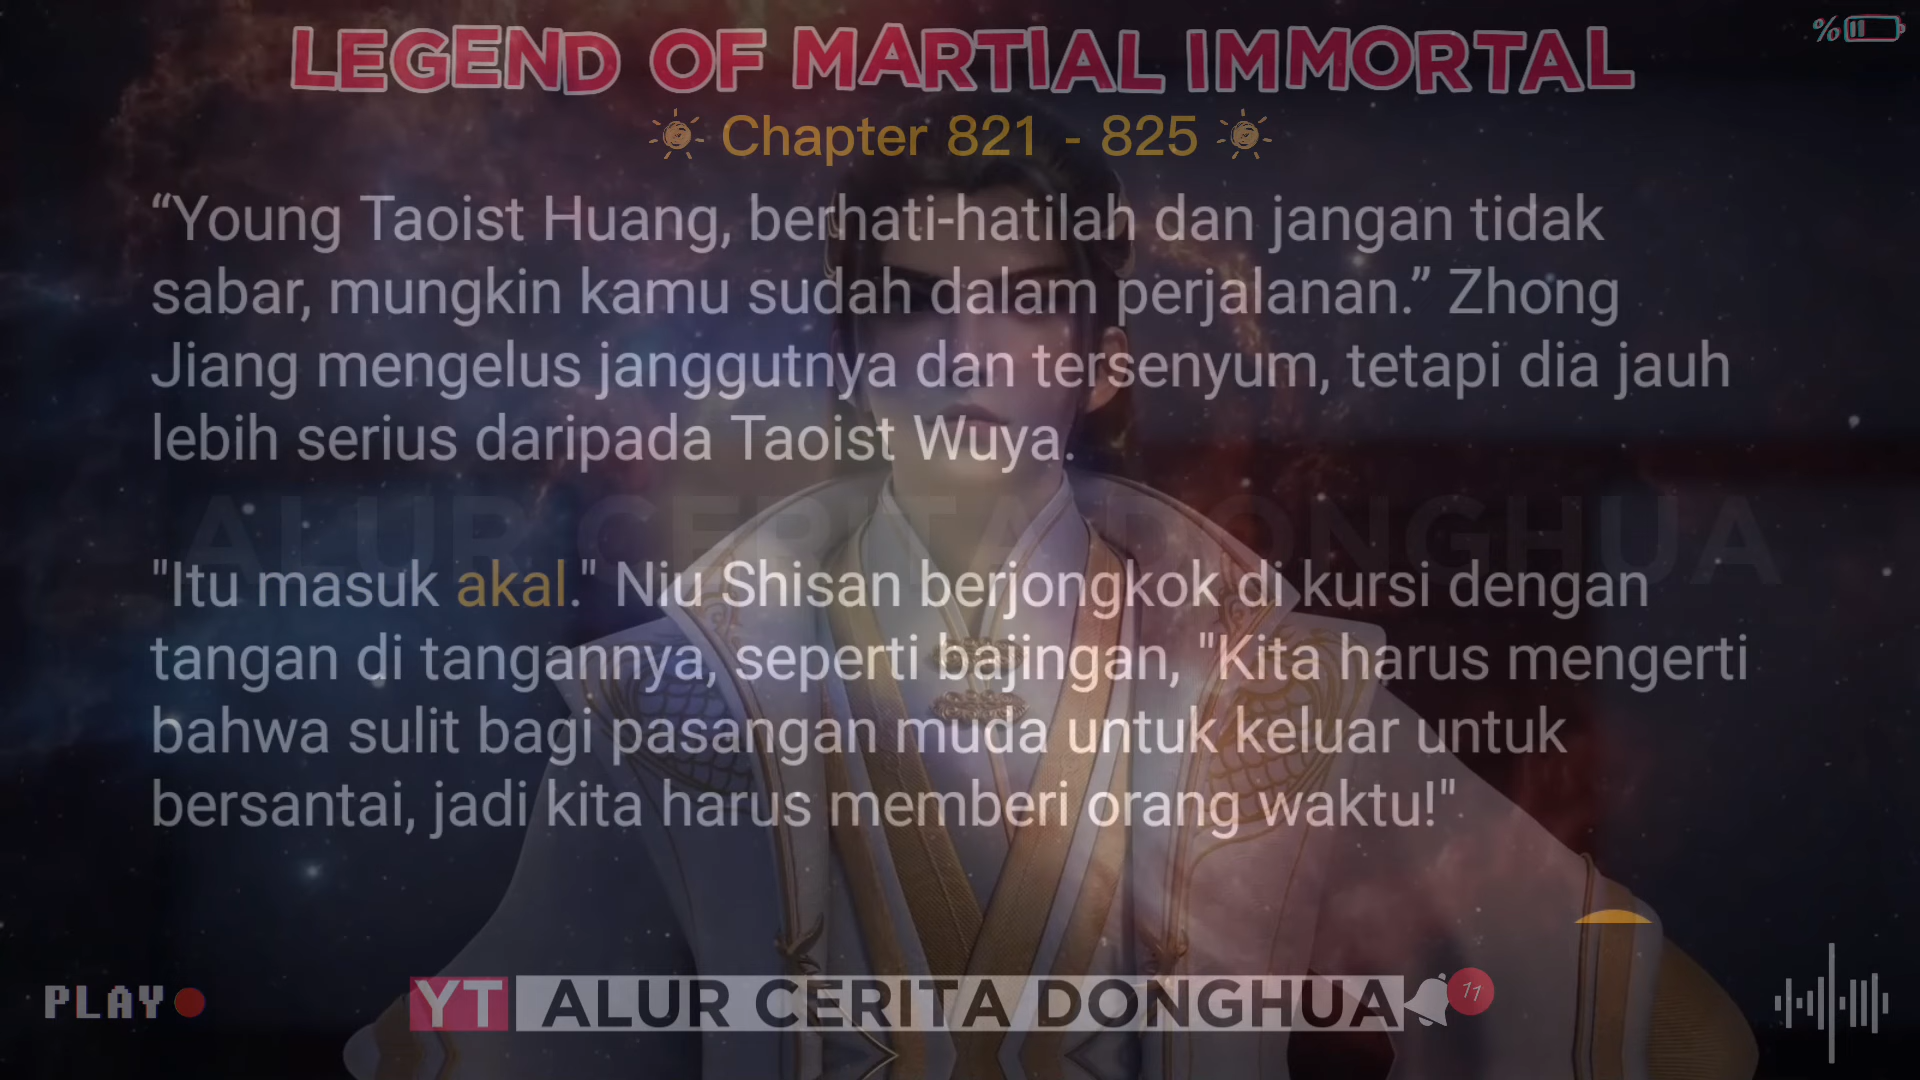 LEGEND OF MARTIAL IMMORTAL
%
Chapter 821 - 825
“Young Taoist Huang, berhati-hatilah dan jangan tidak
sabar, mungkin kamu sudah dalam perjalanan.” Zhong
Jiang mengelus janggutnya dan tersenyum, tetapi dia jauh
lebih serius daripada Taoist Wuya.
ALUR CERITA DONGHUA
"Itu masuk akal." Niu Shisan berjongkok di kursi dengan
tangan di tangannya, seperti bajingan, "Kita harus mengerti
bahwa sulit bagi pasangan muda untuk keluar untuk
bersantai, jadi kita harus memberi orang waktu!"
PLAY
YT ALUR CERITA DONGHUA
11